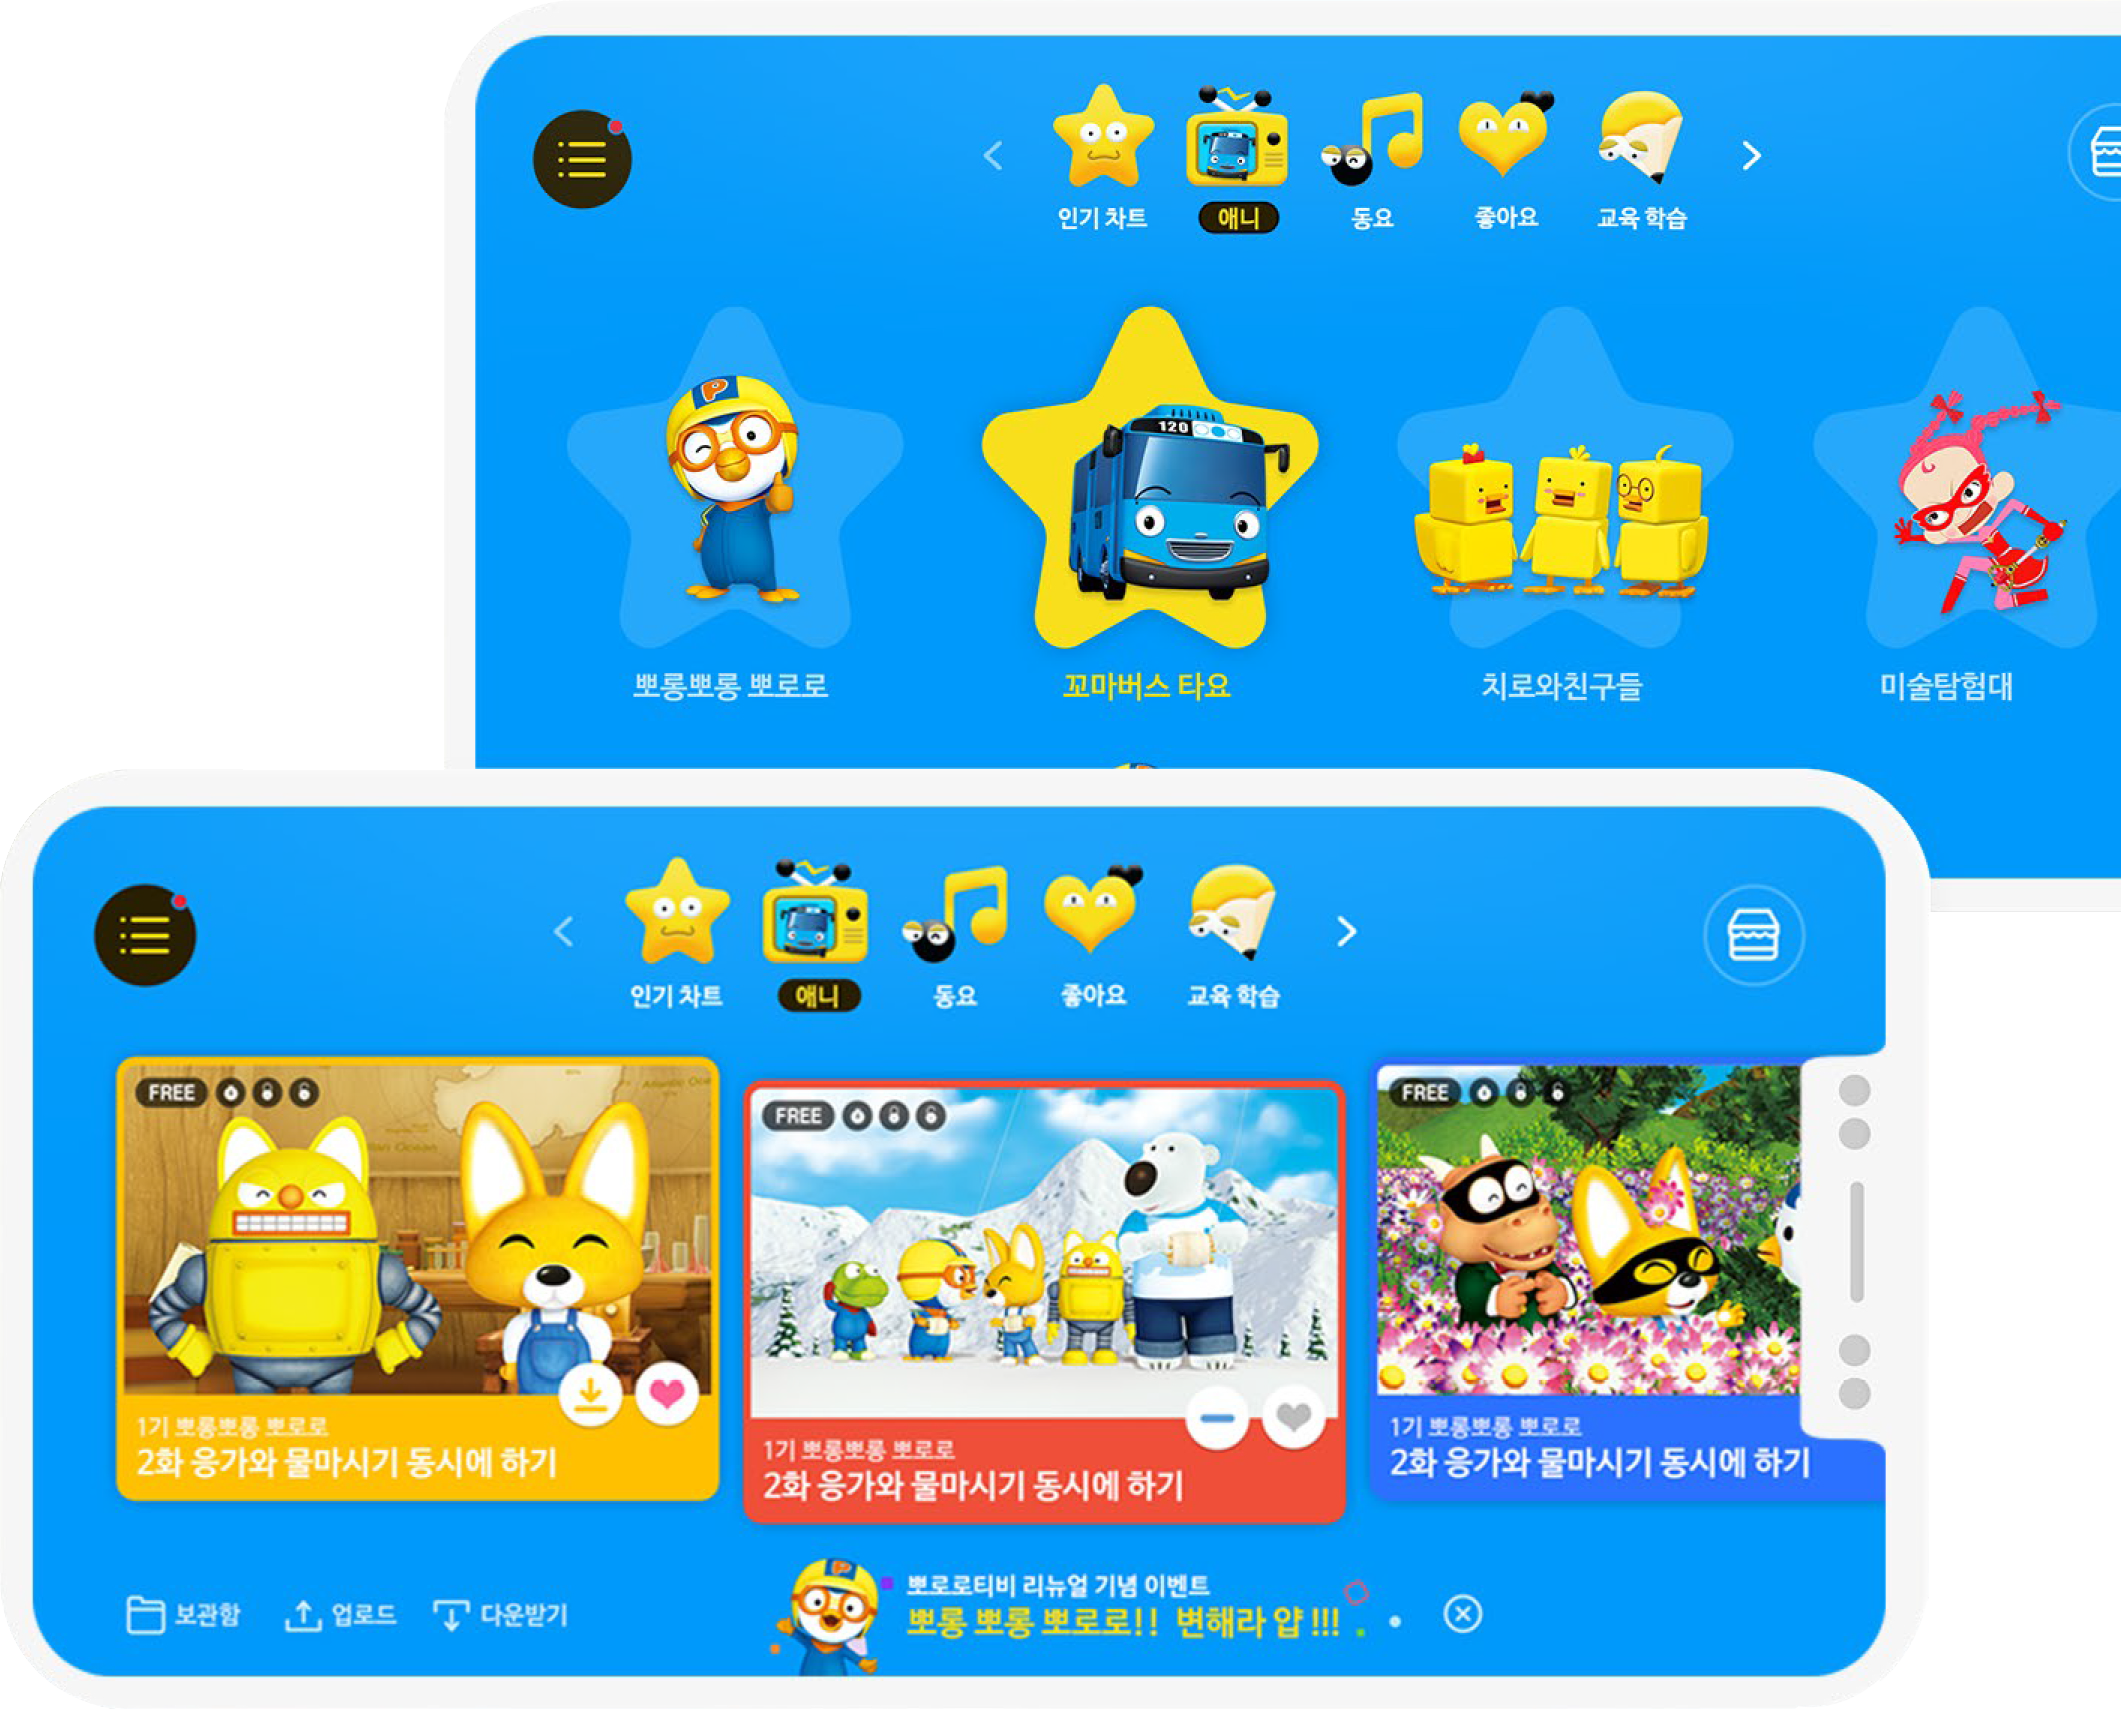 인기 차트
애니
동요
좋아요
교육 학습
P
120
뽀롱뽀롱 뽀로로
꼬마버스 타요
치로와친구들
미술탐험대
인기 차트
애니
동요
좋아요
교육 학습
FREE
FREE
FREE
1기 뽀롱뽀롱 뽀로로
2화 응가와 물마시기 동시에 하기
1기 뽀롱뽀롱 뽀로로
2화 응가와 물마시기 동시에 하기
1기 뽀롱뽀롱 뽀로로
2화 응가와 물마시기 동시에 하기
보관함
업로드
다운받기
P
뽀로로티비 리뉴얼 기념 이벤트
뽀롱 뽀롱 뽀로로!! 변해라 얍 !!!